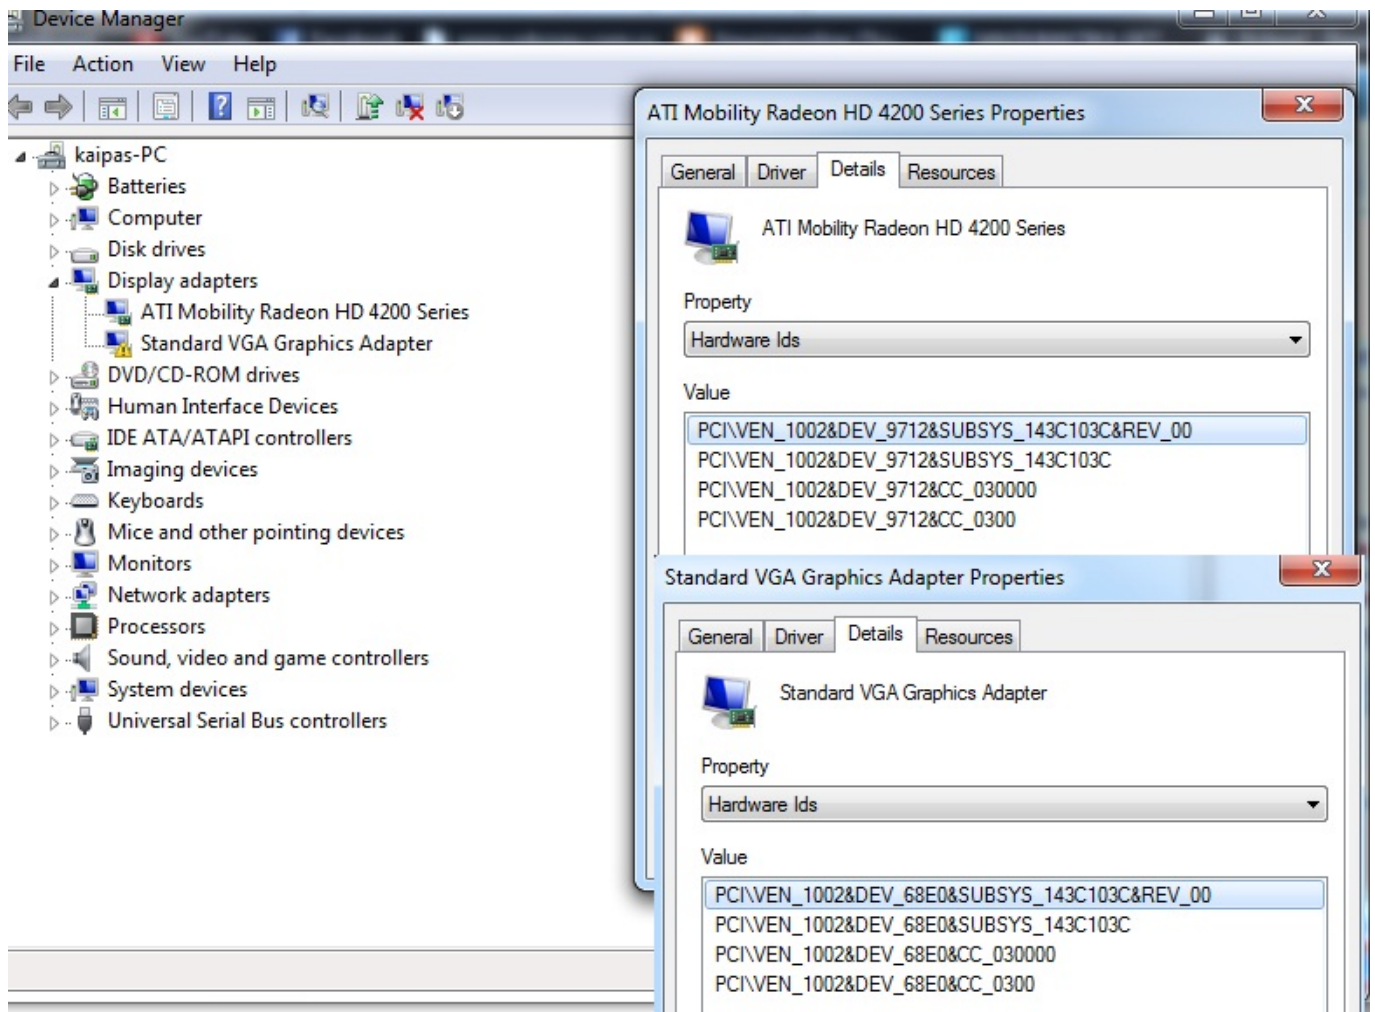 Device Manager
File Action View Help
kaipas-PC
Batteries
Computer
Disk drives
Display adapters
ATI Mobility Radeon HD 4200 Series
Standard VGA Graphics Adapter
DVD/CD-ROM drives
Human Interface Devices
IDE ATA/ATAPI controllers
Imaging devices
Keyboards
Mice and other pointing devices
Monitors
Network adapters
Processors
Sound, video and game controllers
System devices
Universal Serial Bus controllers
ATI Mobility Radeon HD 4200 Series Properties
General Driver Details Resources
ATI Mobility Radeon HD 4200 Series
Property
Hardware Ids
Value
PCI\VEN_1002&DEV_9712&SUBSYS_143C103C&REV_00
PCI\VEN_1002&DEV_9712&SUBSYS_143C103C
PCI\VEN_1002&DEV_9712&CC_030000
PCI\VEN_1002&DEV_9712&CC_0300
Standard VGA Graphics Adapter Properties
General Driver Details Resources
Standard VGA Graphics Adapter
Property
Hardware Ids
Value
PCI\VEN_1002&DEV_68E0&SUBSYS_143C103C&REV_00
PCI\VEN_1002&DEV_68E0&SUBSYS_143C103C
PCI\VEN_1002&DEV_68E0&CC_030000
PCI\VEN_1002&DEV_68E0&CC_0300